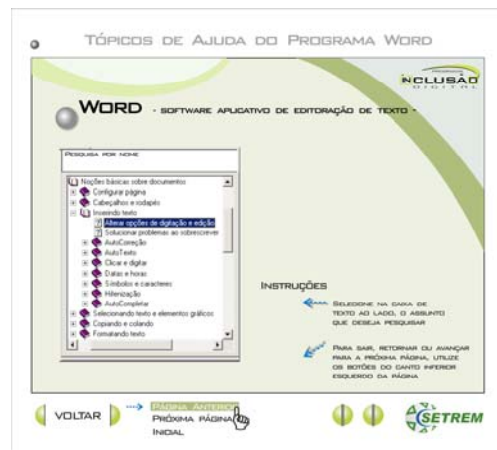 TÓPICOS DE AJUDA DO PROGRAMA WORD
INCLUSÃO
DIGITAL
WORD - SOFTWARE APLICATIVO DE EDITORAÇÃO DE TEXTO -
PESQUISA POR NOME
Noções básicas sobre documentos
Configurar página
Cabeçalhos e rodapés
Inserindo texto
Alterar opções de digitação e edição
Solucionar problemas ao sobrescrever
AutoCorreção
AutoTexto
Clicar e digitar
Datas e horas
Símbolos e caracteres
Hifenização
AutoCompletar
Selecionando texto e elementos gráficos
Copiando e colando
Formatando texto
INSTRUÇÕES
SELECIONE NA CAIXA DE
TEXTO AO LADO, O ASSUNTO
QUE DESEJA PESQUISAR
PARA SAIR, RETORNAR OU AVANÇAR
PARA A PRÓXIMA PÁGINA, UTILIZE
OS BOTÕES DO CANTO INFERIOR
ESQUERDO DA PÁGINA
VOLTAR
PÁGINA ANTERIOR
PRÓXIMA PÁGINA
INICIAL
SETREM